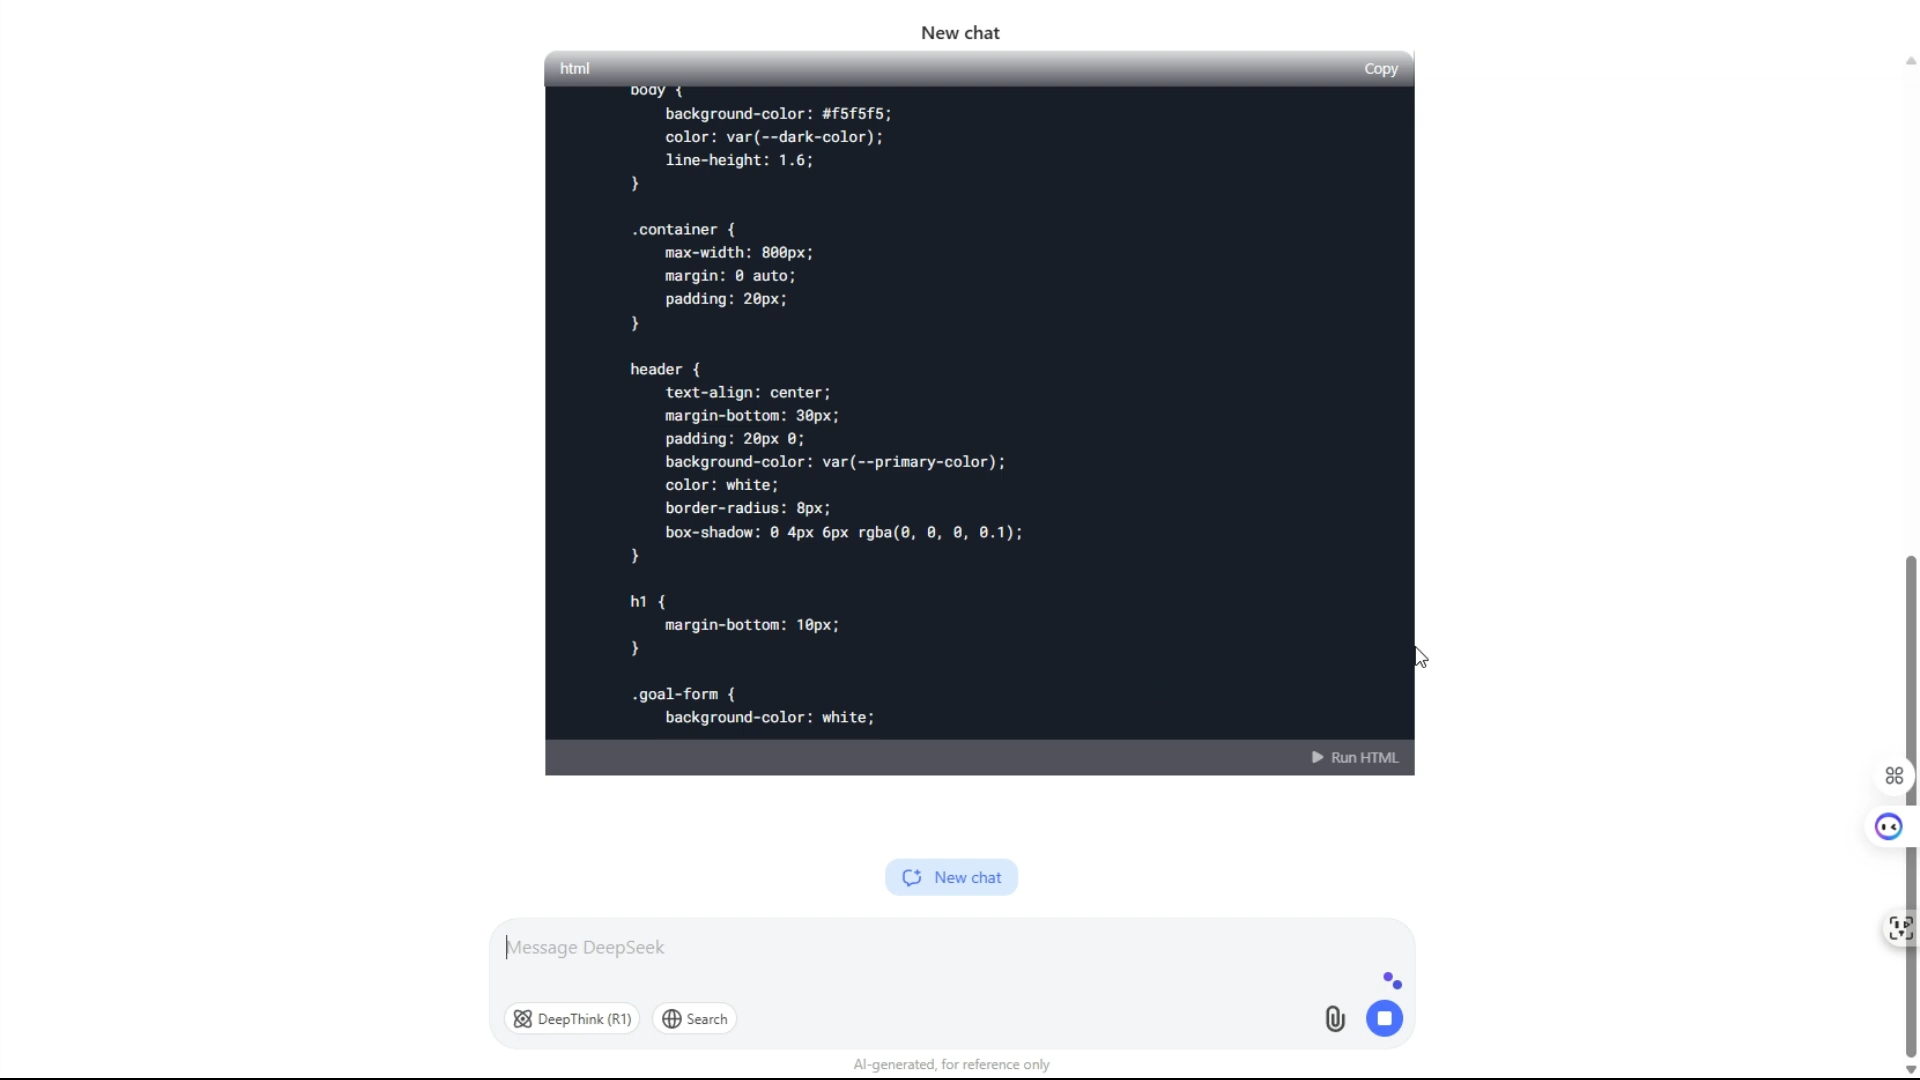 New chat
html
Copy
body {
background-color: #f5f5f5;
color: var(--dark-color);
line-height: 1.6;
}
.container {
max-width: 800px;
margin: 0 auto;
padding: 20px;
}
header {
text-align: center;
margin-bottom: 30px;
padding: 20px 0;
background-color: var(--primary-color);
color: white;
border-radius: 8px;
box-shadow: 0 4px 6px rgba(0, 0, 0, 0.1);
}
h1 {
margin-bottom: 10px;
}
.goal-form {
background-color: white;
Run HTML
New chat
Message DeepSeek
DeepThink (R1)
Search
AI-generated, for reference only